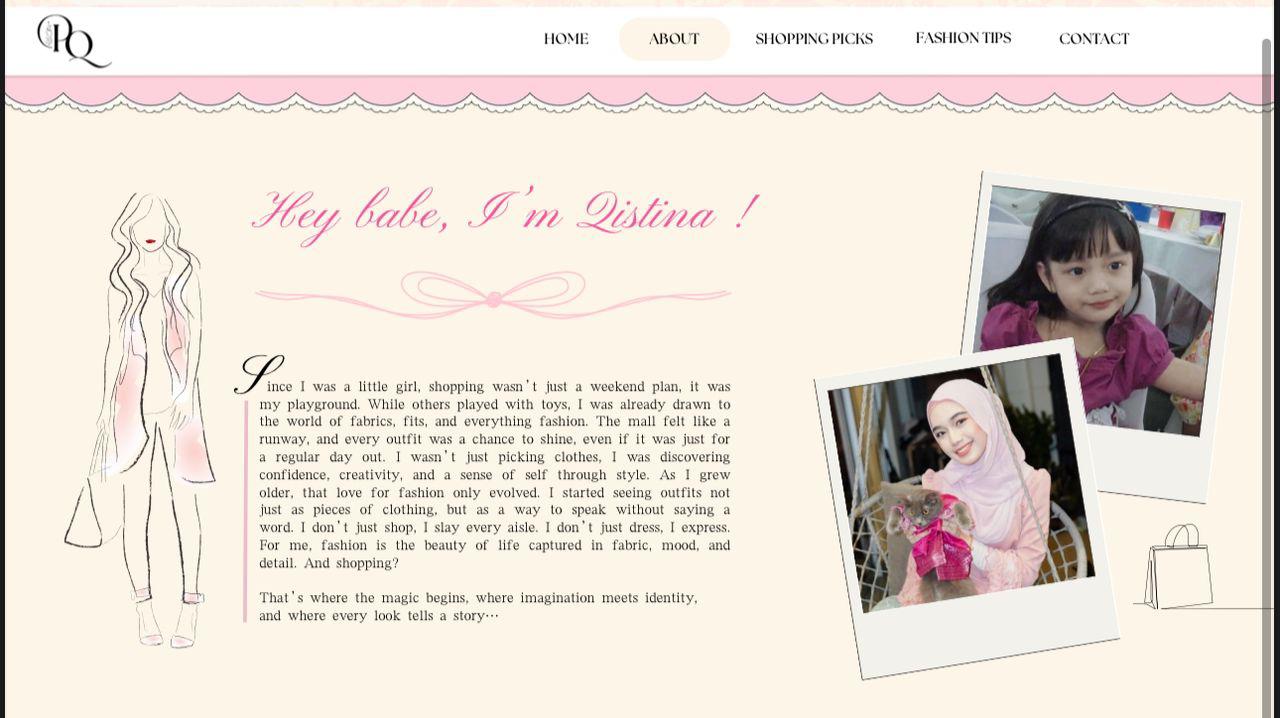 PQ
HOME
ABOUT
SHOPPING PICKS
FASHION TIPS
CONTACT
Hey babe, I'm Qistina !
Since I was a little girl, shopping wasn't just a weekend plan, it was
my playground. While others played with toys, I was already drawn to
the world of fabrics, fits, and everything fashion. The mall felt like a
runway, and every outfit was a chance to shine, even if it was just for
a regular day out. I wasn't just picking clothes, I was discovering
confidence, creativity, and a sense of self through style. As I grew
older, that love for fashion only evolved. I started seeing outfits not
just as pieces of clothing, but as a way to speak without saying a
word. I don't just shop, I slay every aisle. I don't just dress, I express.
For me, fashion is the beauty of life captured in fabric, mood, and
detail. And shopping?
That's where the magic begins, where imagination meets identity,
and where every look tells a story…